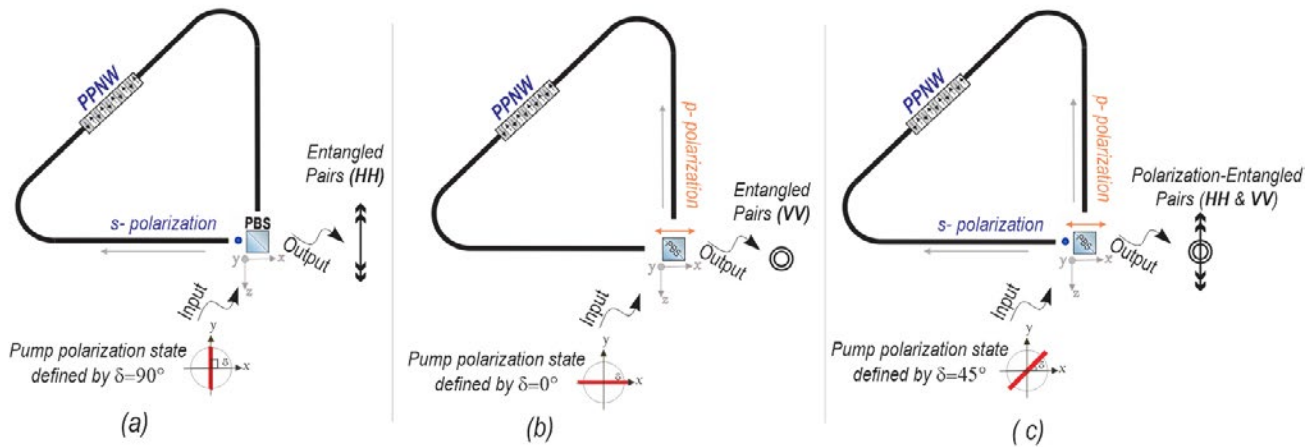 PPNW
Entangled
Pairs (HH)
s- polarization
PBS
Output
y
x
z
Input
y
Pump polarization state
defined by δ=90°
δ
x
(a)
PPNW
p- polarization
Entangled
Pairs (VV)
PBS
Output
y
x
z
Input
y
Pump polarization state
defined by δ=0°
δ
x
(b)
PPNW
p- polarization
Polarization-Entangled
Pairs (HH & VV)
s- polarization
PBS
Output
y
x
z
Input
y
Pump polarization state
defined by δ=45°
δ
x
( c)